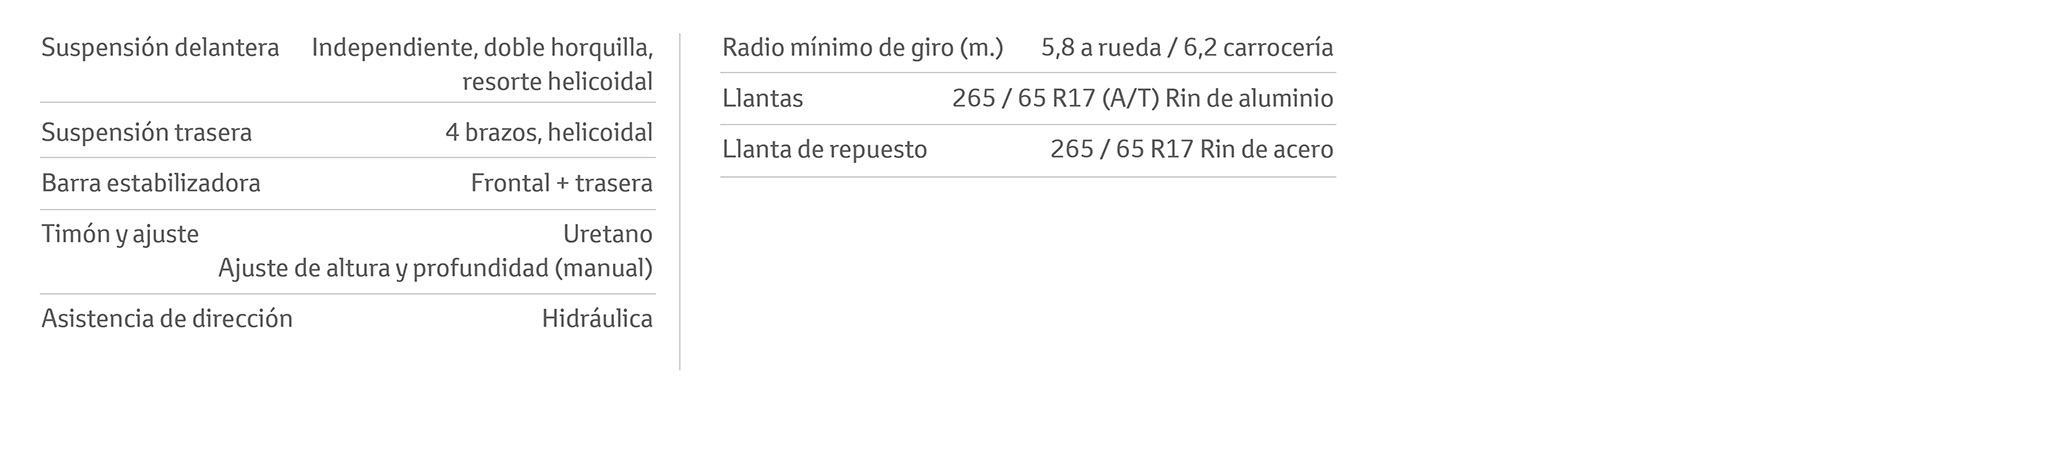 Suspensión delantera Independiente, doble horquilla,
resorte helicoidal
Suspensión trasera 4 brazos, helicoidal
Barra estabilizadora Frontal + trasera
Timón y ajuste Uretano
Ajuste de altura y profundidad (manual)
Asistencia de dirección Hidráulica
Radio mínimo de giro (m.) 5,8 a rueda / 6,2 carrocería
Llantas 265 / 65 R17 (A/T) Rin de aluminio
Llanta de repuesto 265 / 65 R17 Rin de acero